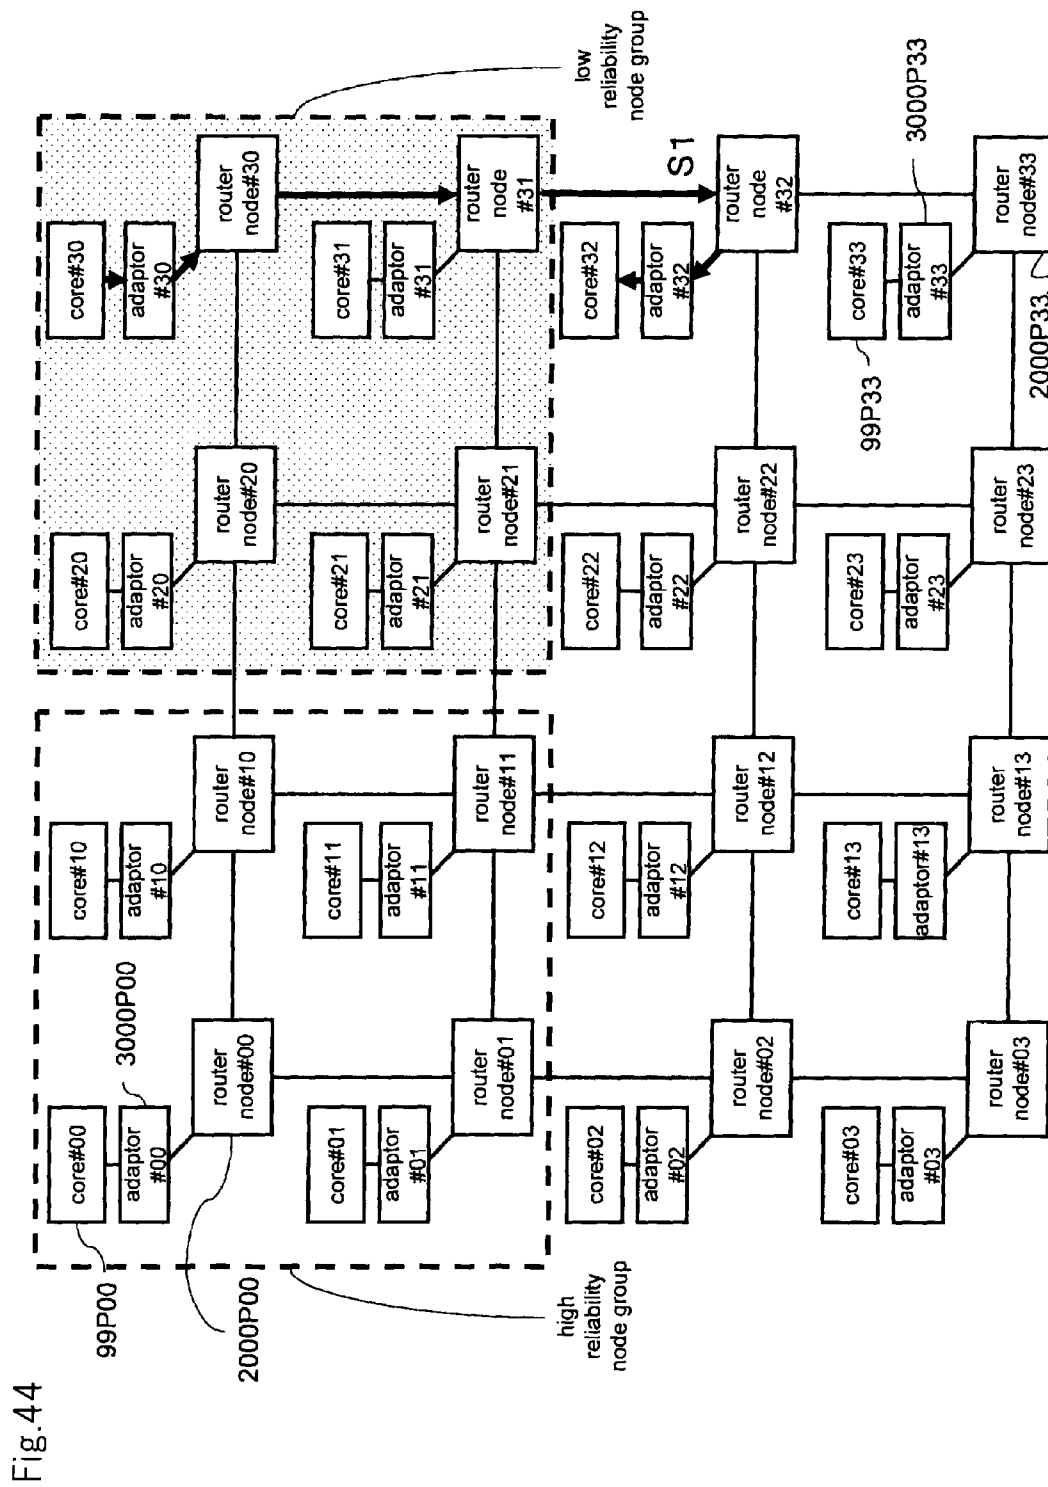 Fig.44
core#00
core#10
core#20
core#30
99P00
adaptor
#00
3000P00
adaptor
#10
adaptor
#20
adaptor
#30
router
node#00
router
node#10
router
node#20
router
node#30
2000P00
core#01
core#11
core#21
core#31
adaptor
#01
adaptor
#11
adaptor
#21
adaptor
#31
router
node#01
router
node#11
router
node#21
router
node
#31
high
reliability
node group
low
reliability
node group
core#02
core#12
core#22
core#32
adaptor
#02
adaptor
#12
adaptor
#22
adaptor
#32
S1
router
node#02
router
node#12
router
node#22
router
node
#32
core#03
core#13
core#23
core#33
99P33
adaptor
#03
adaptor#13
adaptor
#23
adaptor
#33
3000P33
router
node#03
router
node#13
router
node#23
router
node#33
2000P33